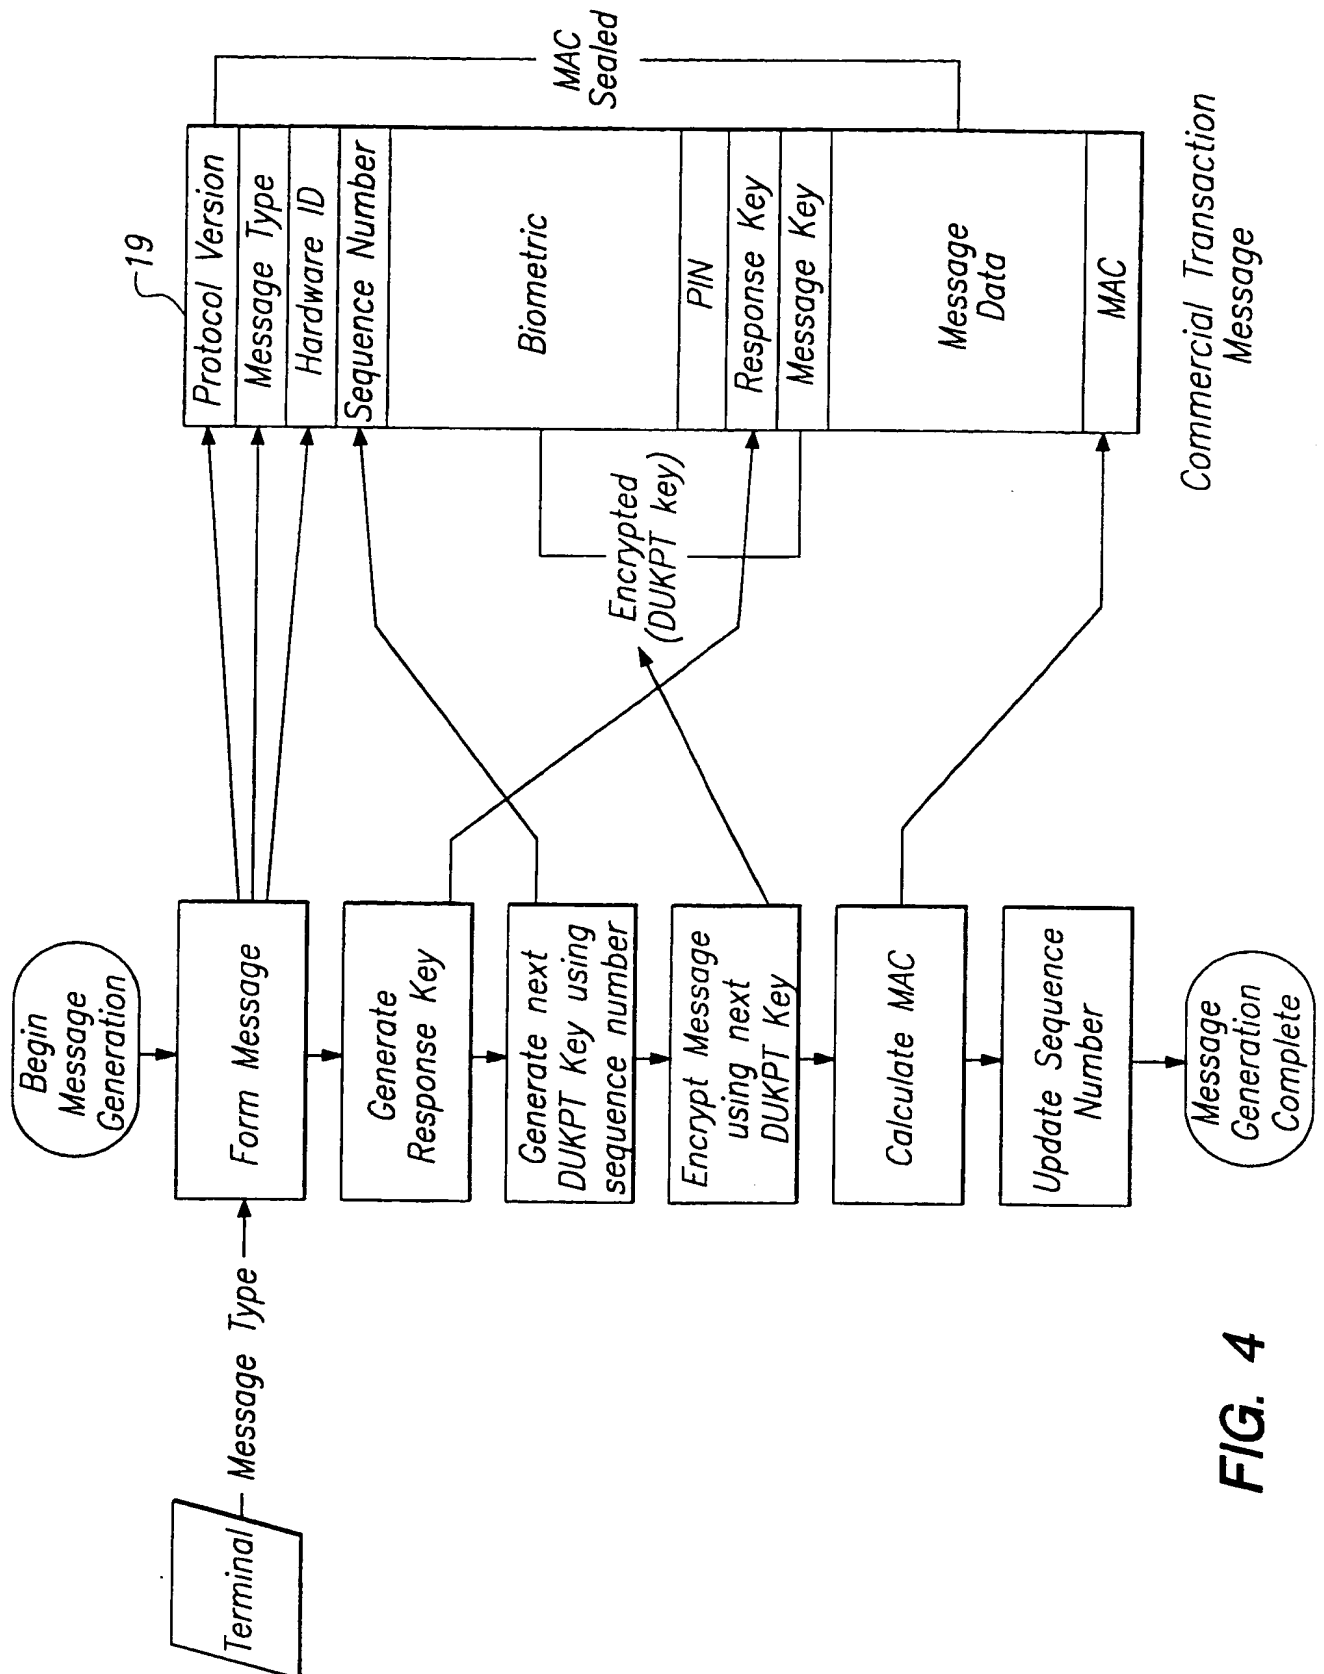 Terminal
Message Type
Begin
Message
Generation
Form Message
Generate
Response Key
Generate next
DUKPT Key using
sequence number
Encrypt Message
using next
DUKPT Key
Calculate MAC
Update Sequence
Number
Message
Generation
Complete
Encrypted
(DUKPT key)
19
Protocol Version
Message Type
Hardware ID
Sequence Number
Biometric
PIN
Response Key
Message Key
Message
Data
MAC
MAC
Sealed
Commercial Transaction
Message
FIG. 4